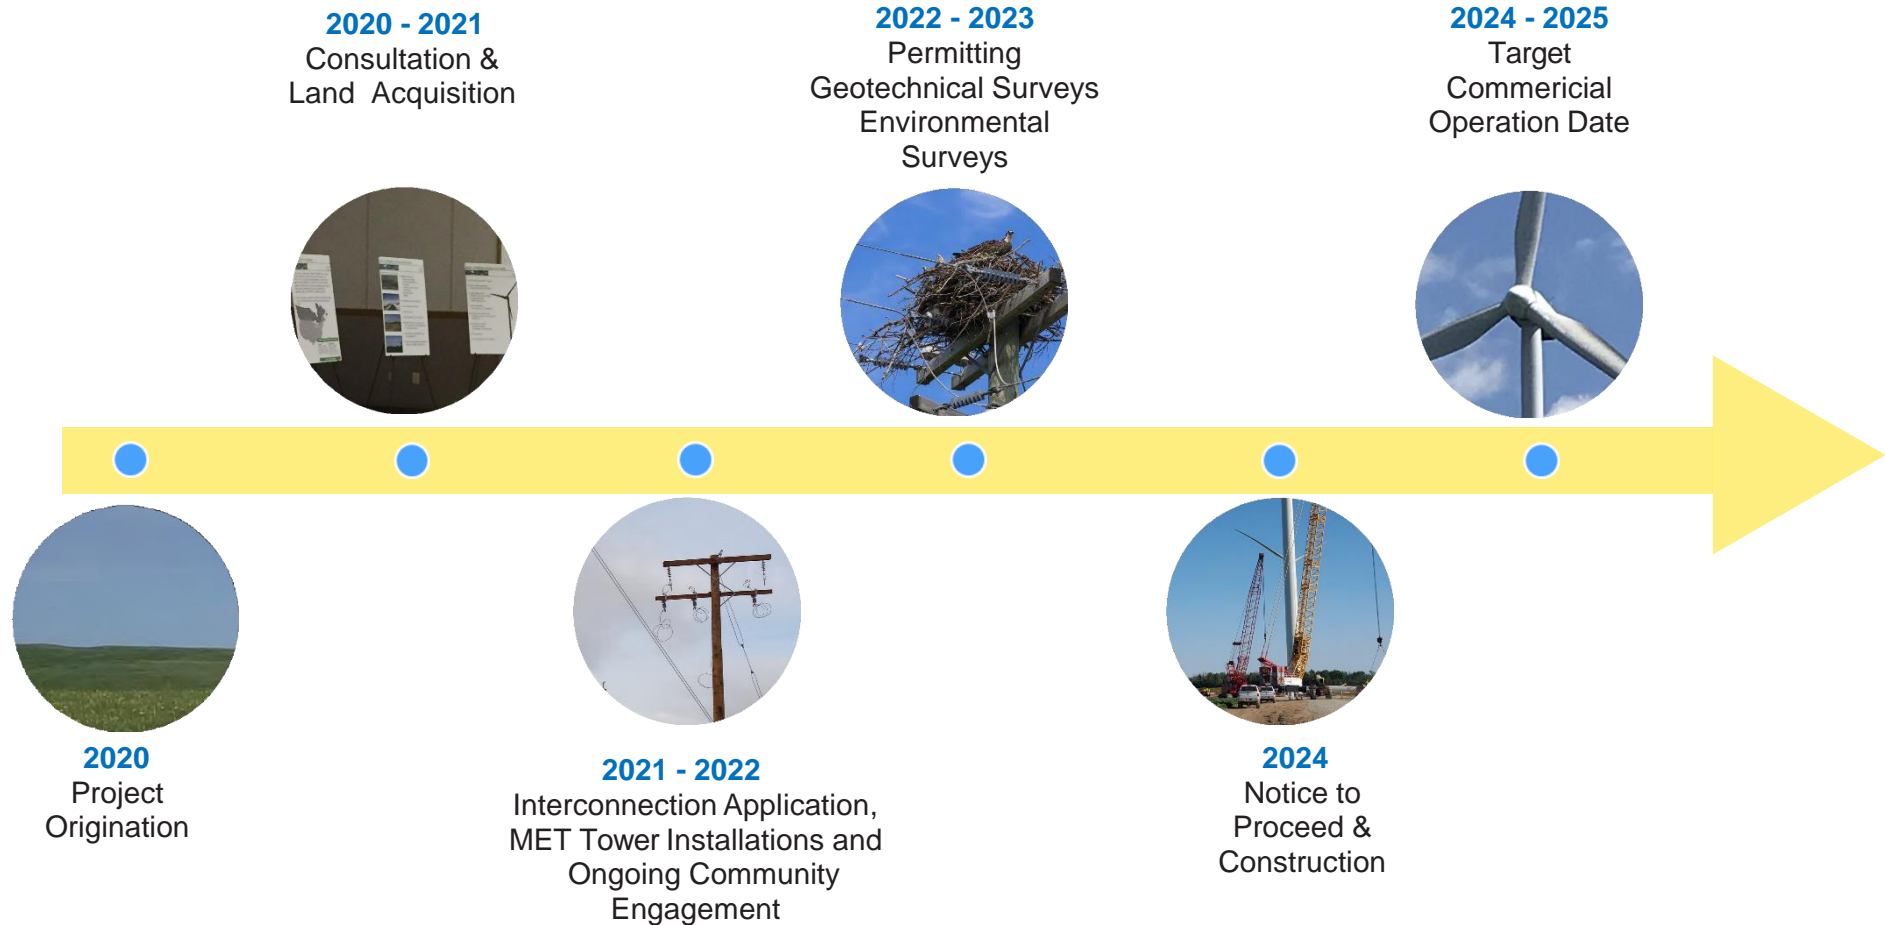 2020 - 2021
Consultation &
Land Acquisition
2022 - 2023
Permitting
Geotechnical Surveys
Environmental
Surveys
2024 - 2025
Target
Commericial
Operation Date
2020
Project
Origination
2021 - 2022
Interconnection Application,
MET Tower Installations and
Ongoing Community
Engagement
2024
Notice to
Proceed &
Construction